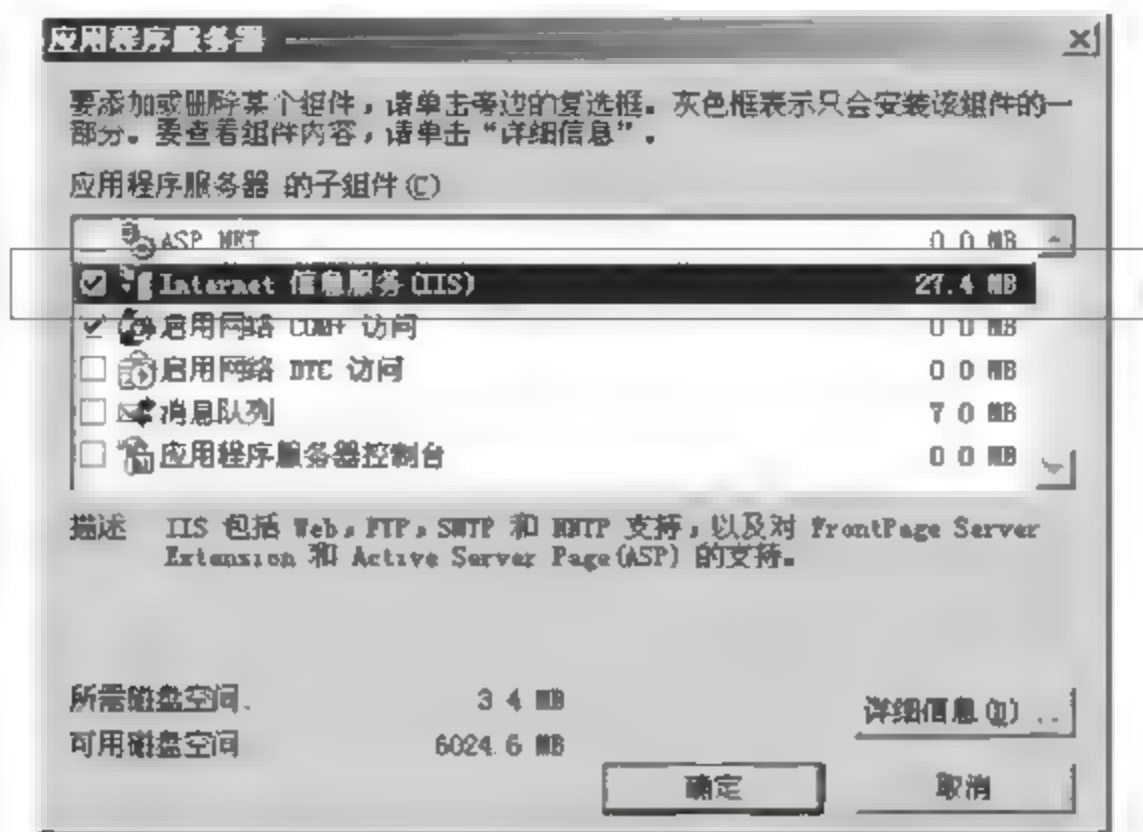 应用程序服务器
要添加或删除某个组件，请单击旁边的复选框。灰色框表示只会安装该组件的一
部分。要查看组件内容，请单击“详细信息”。
应用程序服务器 的子组件(C)
ASP.NET 0.0 MB
Internet 信息服务(IIS) 27.4 MB
启用网络 COM+ 访问 0.0 MB
启用网络 DTC 访问 0.0 MB
消息队列 7.0 MB
应用程序服务器控制台 0.0 MB
描述 IIS 包括 Web，FTP，SMTP 和 NNTP 支持，以及对 FrontPage Server
Extension 和 Active Server Page(ASP) 的支持。
所需磁盘空间: 3.4 MB 详细信息(D)...
可用磁盘空间 6024.6 MB
确定 取消